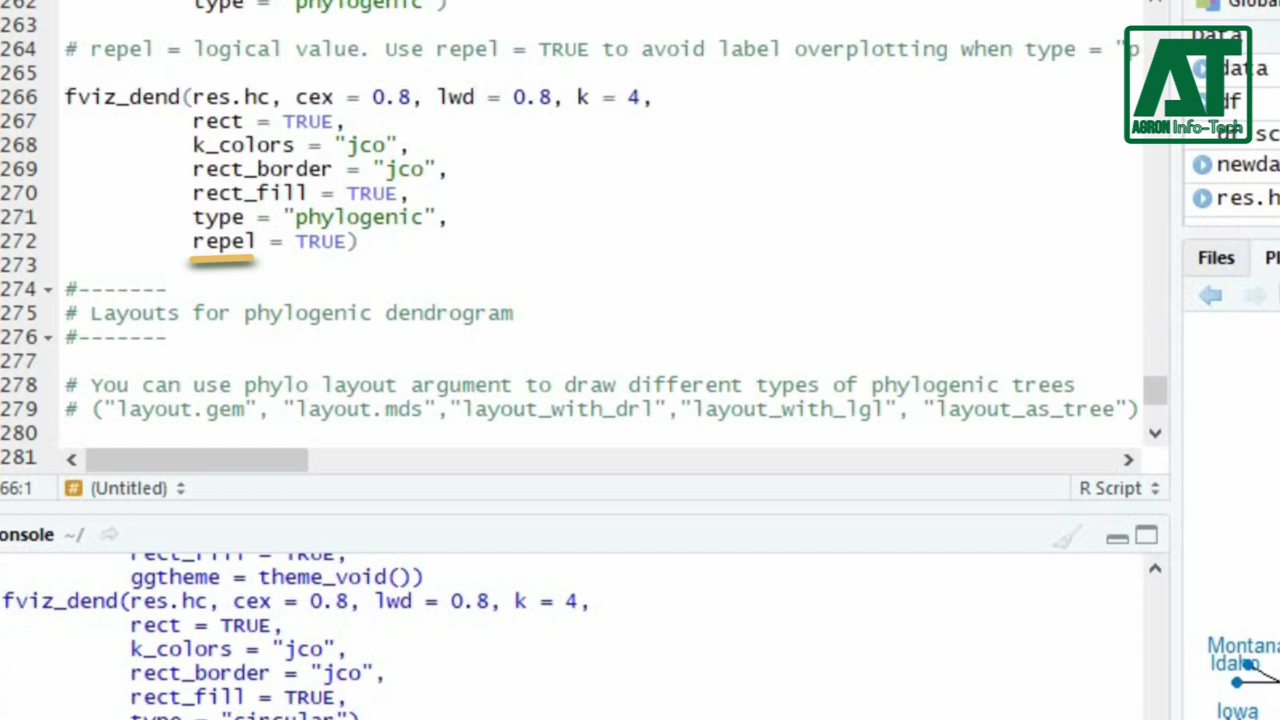 262 type = "phylogenic")
263
264 # repel = logical value. Use repel = TRUE to avoid label overplotting when type = "p
265
266 fviz_dend(res.hc, cex = 0.8, lwd = 0.8, k = 4,
267 rect = TRUE,
268 k_colors = "jco",
269 rect_border = "jco",
270 rect_fill = TRUE,
271 type = "phylogenic",
272 repel = TRUE)
273
274 #-------
275 # Layouts for phylogenic dendrogram
276 #-------
277
278 # You can use phylo layout argument to draw different types of phylogenic trees
279 # ("layout.gem", "layout.mds","layout_with_drl","layout_with_lgl", "layout_as_tree")
280
281
66:1 # (Untitled) R Script
onsole ~/
rect_fill = TRUE,
ggtheme = theme_void())
fviz_dend(res.hc, cex = 0.8, lwd = 0.8, k = 4,
rect = TRUE,
k_colors = "jco",
rect_border = "jco",
rect_fill = TRUE,
type = "circular")
AT
AGRON Info-Tech
Globa
Data
data
df
df sc
newda
res.h
Files Pl
Montana
Idaho
Iowa